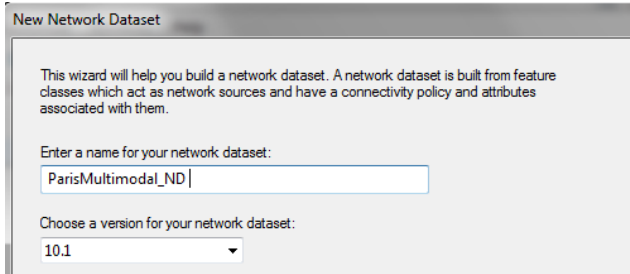 New Network Dataset
This wizard will help you build a network dataset. A network dataset is built from feature
classes which act as network sources and have a connectivity policy and attributes
associated with them.
Enter a name for your network dataset:
ParisMultimodal_ND
Choose a version for your network dataset:
10.1